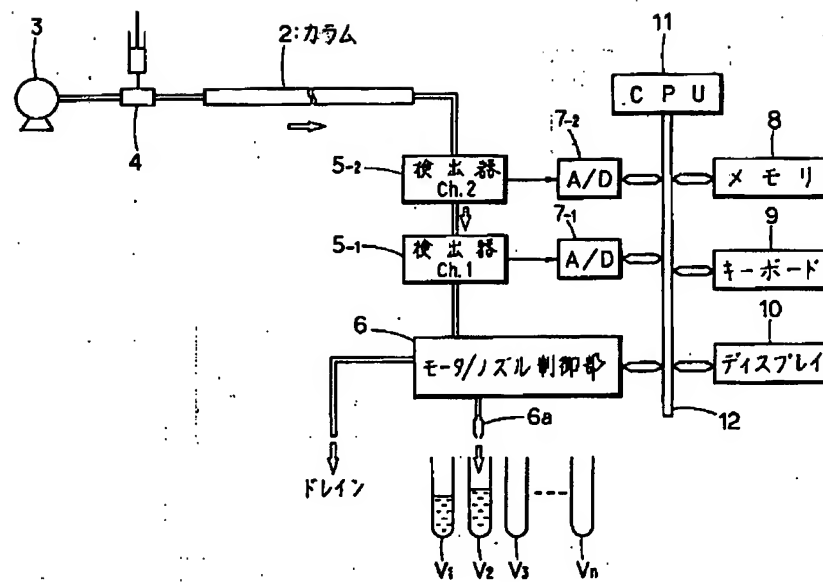 3
4
2:カラム
11
CPU
5-2
検出器
Ch.2
7-2
A/D
8
メモリ
5-1
検出器
Ch.1
7-1
A/D
9
キーボード
6
モータ/ノズル制御部
10
ディスプレイ
12
6a
ドレイン
V1
V2
V3
Vn